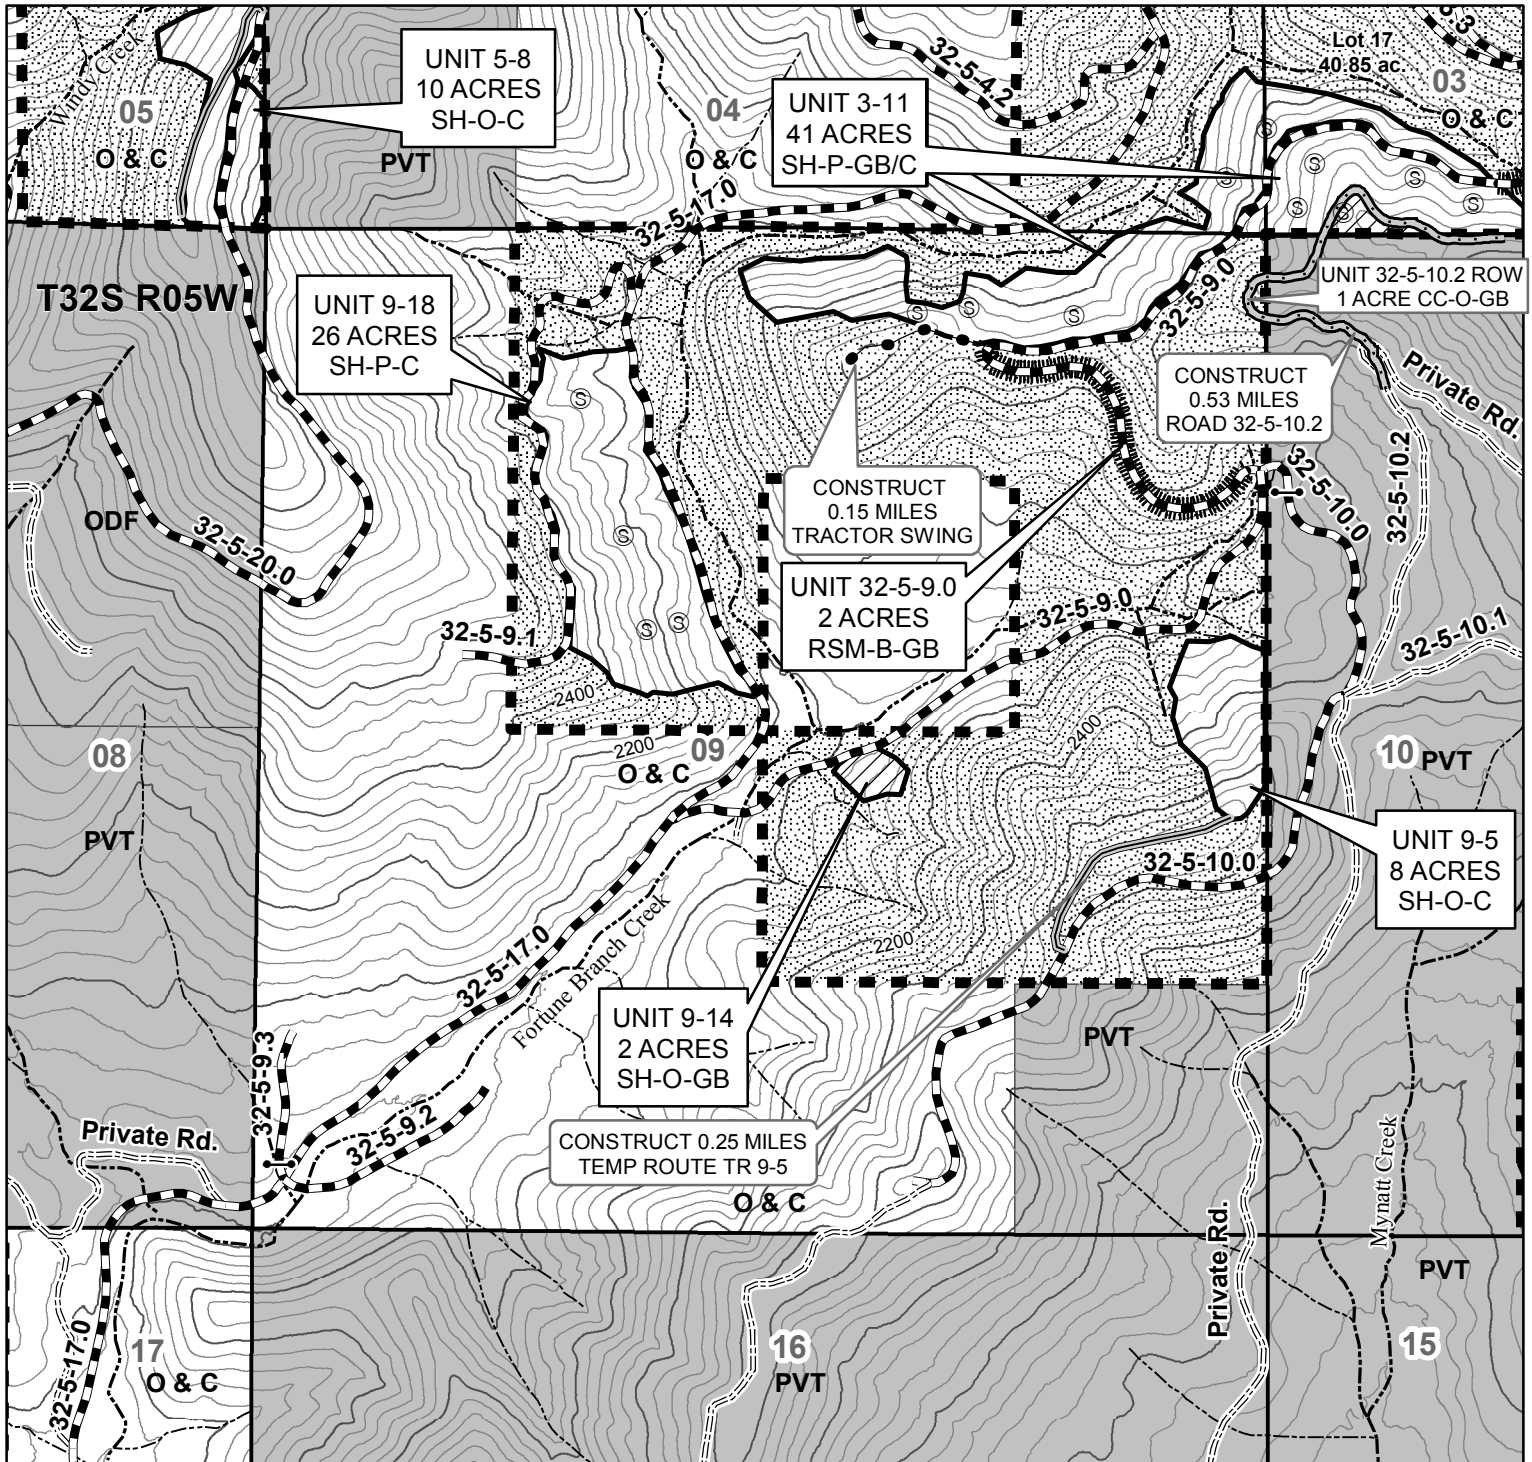 Windy Creek
05
O & C
UNIT 5-8
10 ACRES
SH-O-C
PVT
04
O & C
32-5-4.2
UNIT 3-11
41 ACRES
SH-P-GB/C
Lot 17
40 85 ac
03
O & C
T32S R05W
32-5-17.0
UNIT 9-18
26 ACRES
SH-P-C
32-5-9.0
UNIT 32-5-10.2 ROW
1 ACRE CC-O-GB
CONSTRUCT
0.53 MILES
ROAD 32-5-10.2
Private Rd.
S
S
S
S
S
S
S
S
S
S
S
S
S
32-5-10.2
32-5-10.0
CONSTRUCT
0.15 MILES
TRACTOR SWING
ODF
32-5-20.0
UNIT 32-5-9.0
2 ACRES
RSM-B-GB
32-5-9.0
32-5-9.1
32-5-10.1
2400
2200
09
O & C
2400
08
PVT
10
PVT
UNIT 9-5
8 ACRES
SH-O-C
32-5-10.0
2200
32-5-17.0
Fortune Branch Creek
UNIT 9-14
2 ACRES
SH-O-GB
PVT
32-5-9.3
32-5-9.2
Private Rd.
CONSTRUCT 0.25 MILES
TEMP ROUTE TR 9-5
O & C
Mynatt Creek
Private Rd.
PVT
32-5-17.0
17
O & C
16
PVT
15